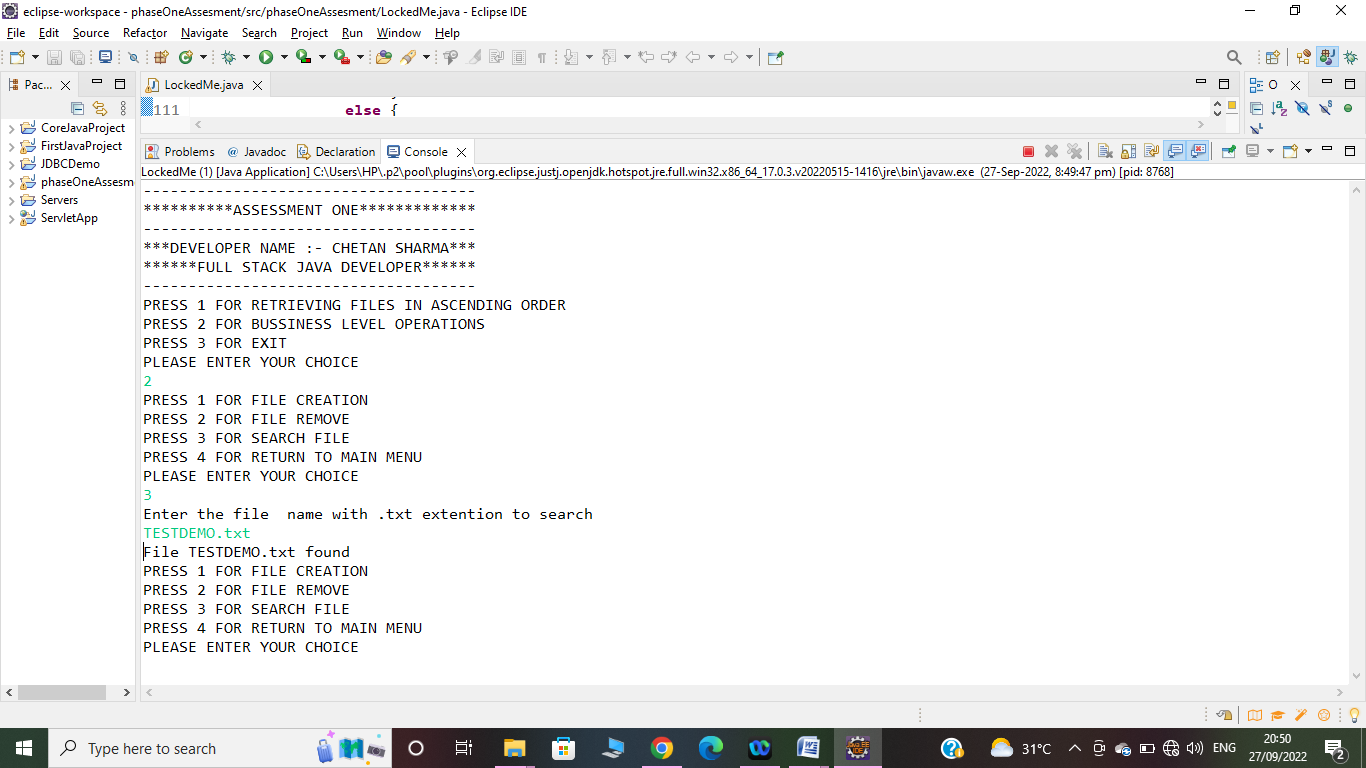 eclipse-workspace - phaseOneAssesment/src/phaseOneAssesment/LockedMe.java - Eclipse IDE
File Edit Source Refactor Navigate Search Project Run Window Help
Pac...
LockedMe.java
O
111 else {
CoreJavaProject
FirstJavaProject
JDBCDemo
phaseOneAssesm
Servers
ServletApp
Problems @ Javadoc Declaration Console
LockedMe (1) [Java Application] C:\Users\HP\.p2\pool\plugins\org.eclipse.justj.openjdk.hotspot.jre.full.win32.x86_64_17.0.3.v20220515-1416\jre\bin\javaw.exe (27-Sep-2022, 8:49:47 pm) [pid: 8768]
-------------------------------------
**********ASSESSMENT ONE*************
-------------------------------------
***DEVELOPER NAME :- CHETAN SHARMA***
******FULL STACK JAVA DEVELOPER******
-------------------------------------
PRESS 1 FOR RETRIEVING FILES IN ASCENDING ORDER
PRESS 2 FOR BUSSINESS LEVEL OPERATIONS
PRESS 3 FOR EXIT
PLEASE ENTER YOUR CHOICE
2
PRESS 1 FOR FILE CREATION
PRESS 2 FOR FILE REMOVE
PRESS 3 FOR SEARCH FILE
PRESS 4 FOR RETURN TO MAIN MENU
PLEASE ENTER YOUR CHOICE
3
Enter the file  name with .txt extention to search
TESTDEMO.txt
File TESTDEMO.txt found
PRESS 1 FOR FILE CREATION
PRESS 2 FOR FILE REMOVE
PRESS 3 FOR SEARCH FILE
PRESS 4 FOR RETURN TO MAIN MENU
PLEASE ENTER YOUR CHOICE
Type here to search
31°C
ENG
20:50
27/09/2022
2